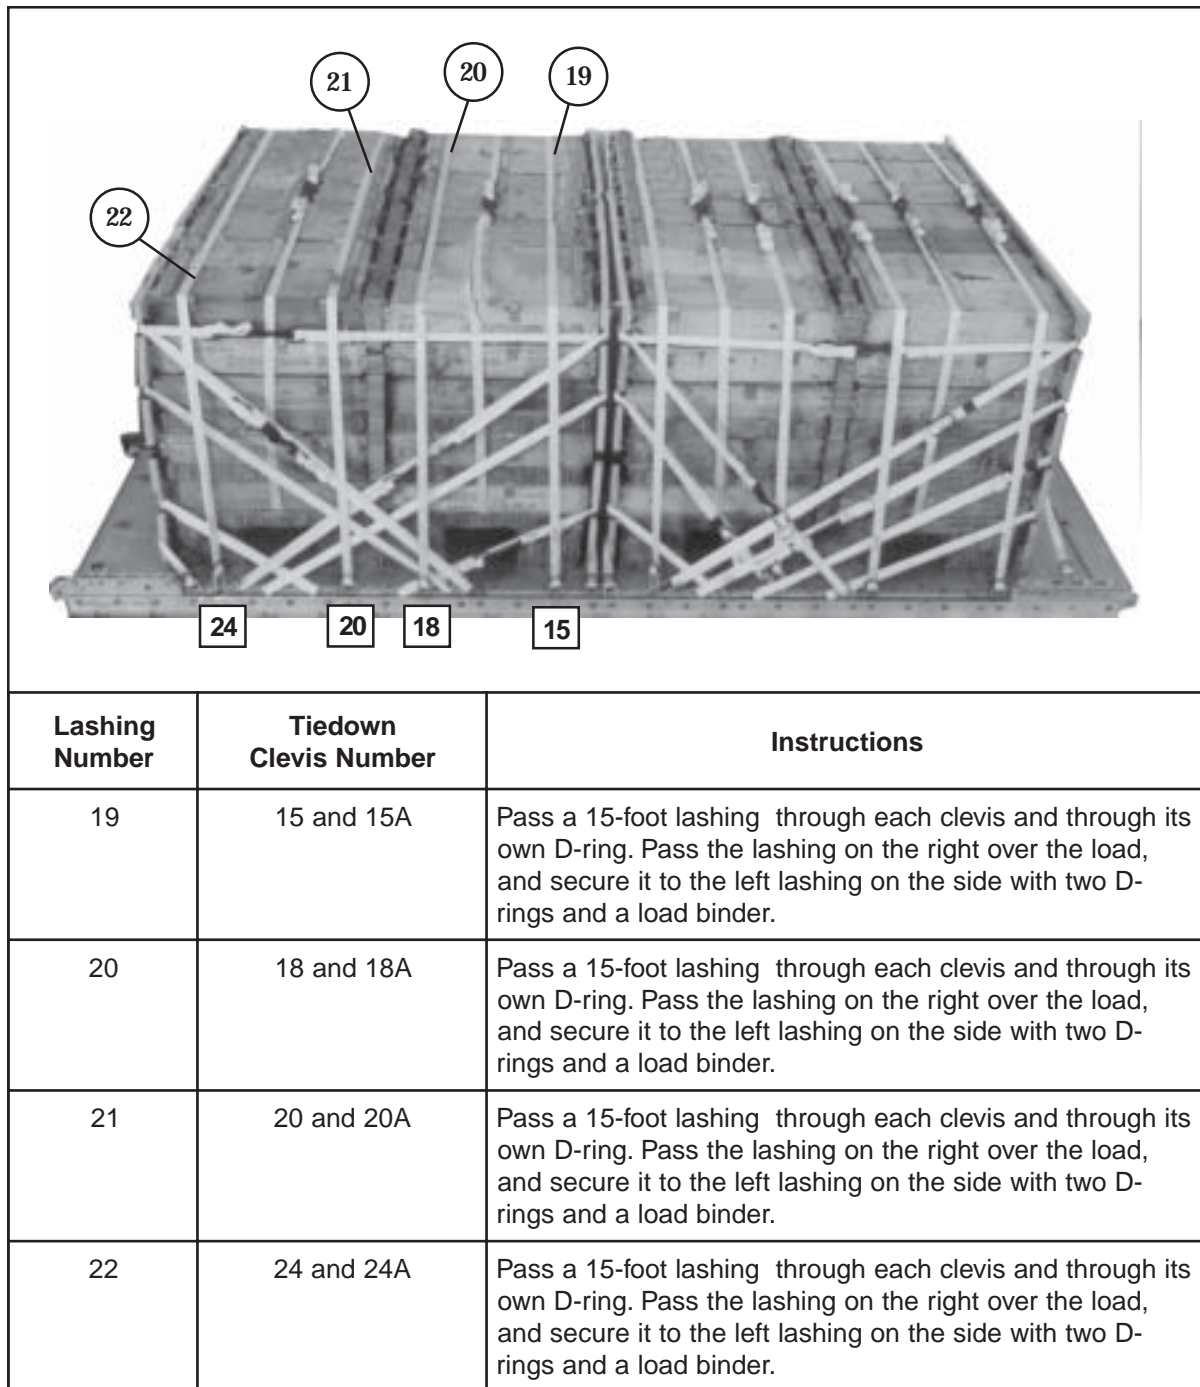 21
20
19
22
24
20
18
15
Lashing
Number
Tiedown
Clevis Number
Instructions
19
15 and 15A
Pass a 15-foot lashing through each clevis and through its
own D-ring. Pass the lashing on the right over the load,
and secure it to the left lashing on the side with two D-
rings and a load binder.
20
18 and 18A
Pass a 15-foot lashing through each clevis and through its
own D-ring. Pass the lashing on the right over the load,
and secure it to the left lashing on the side with two D-
rings and a load binder.
21
20 and 20A
Pass a 15-foot lashing through each clevis and through its
own D-ring. Pass the lashing on the right over the load,
and secure it to the left lashing on the side with two D-
rings and a load binder.
22
24 and 24A
Pass a 15-foot lashing through each clevis and through its
own D-ring. Pass the lashing on the right over the load,
and secure it to the left lashing on the side with two D-
rings and a load binder.